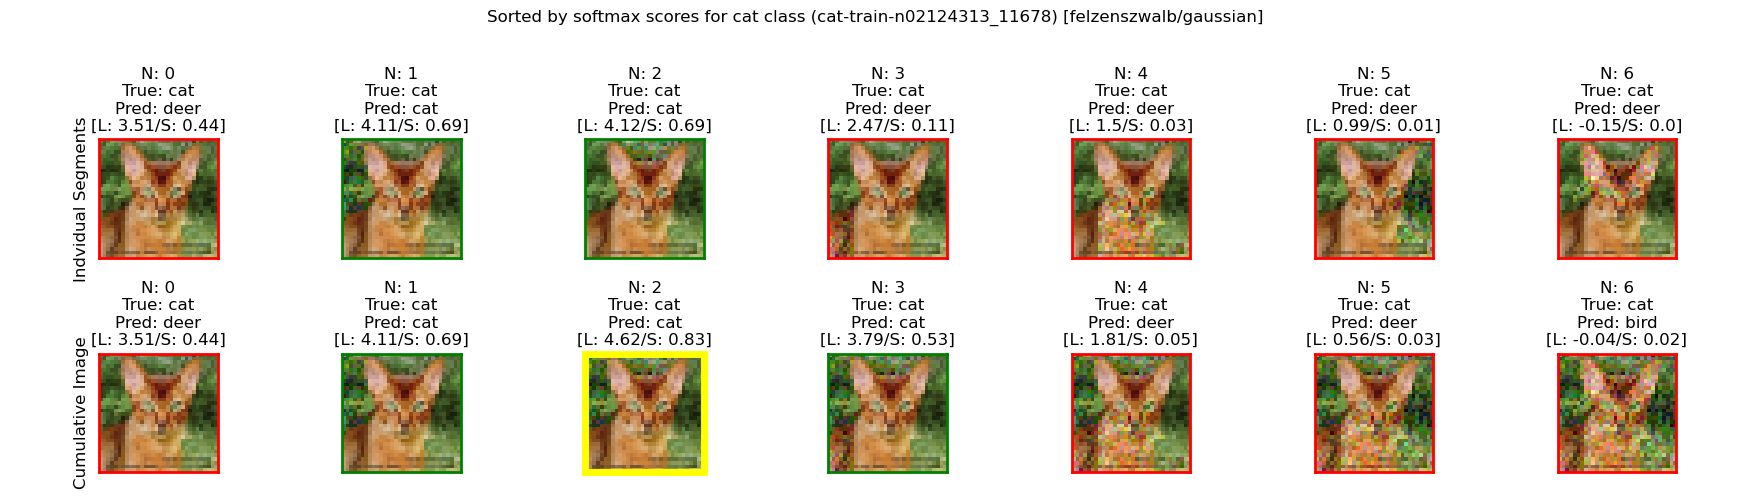 Sorted by softmax scores for cat class (cat-train-n02124313_11678) [felzenszwalb/gaussian]
N: 0
True: cat
Pred: deer
[L: 3.51/S: 0.44]
N: 1
True: cat
Pred: cat
[L: 4.11/S: 0.69]
N: 2
True: cat
Pred: cat
[L: 4.12/S: 0.69]
N: 3
True: cat
Pred: deer
[L: 2.47/S: 0.11]
N: 4
True: cat
Pred: deer
[L: 1.5/S: 0.03]
N: 5
True: cat
Pred: deer
[L: 0.99/S: 0.01]
N: 6
True: cat
Pred: deer
[L: -0.15/S: 0.0]
Indvidual Segments
N: 0
True: cat
Pred: deer
[L: 3.51/S: 0.44]
N: 1
True: cat
Pred: cat
[L: 4.11/S: 0.69]
N: 2
True: cat
Pred: cat
[L: 4.62/S: 0.83]
N: 3
True: cat
Pred: cat
[L: 3.79/S: 0.53]
N: 4
True: cat
Pred: deer
[L: 1.81/S: 0.05]
N: 5
True: cat
Pred: deer
[L: 0.56/S: 0.03]
N: 6
True: cat
Pred: bird
[L: -0.04/S: 0.02]
Cumulative Image